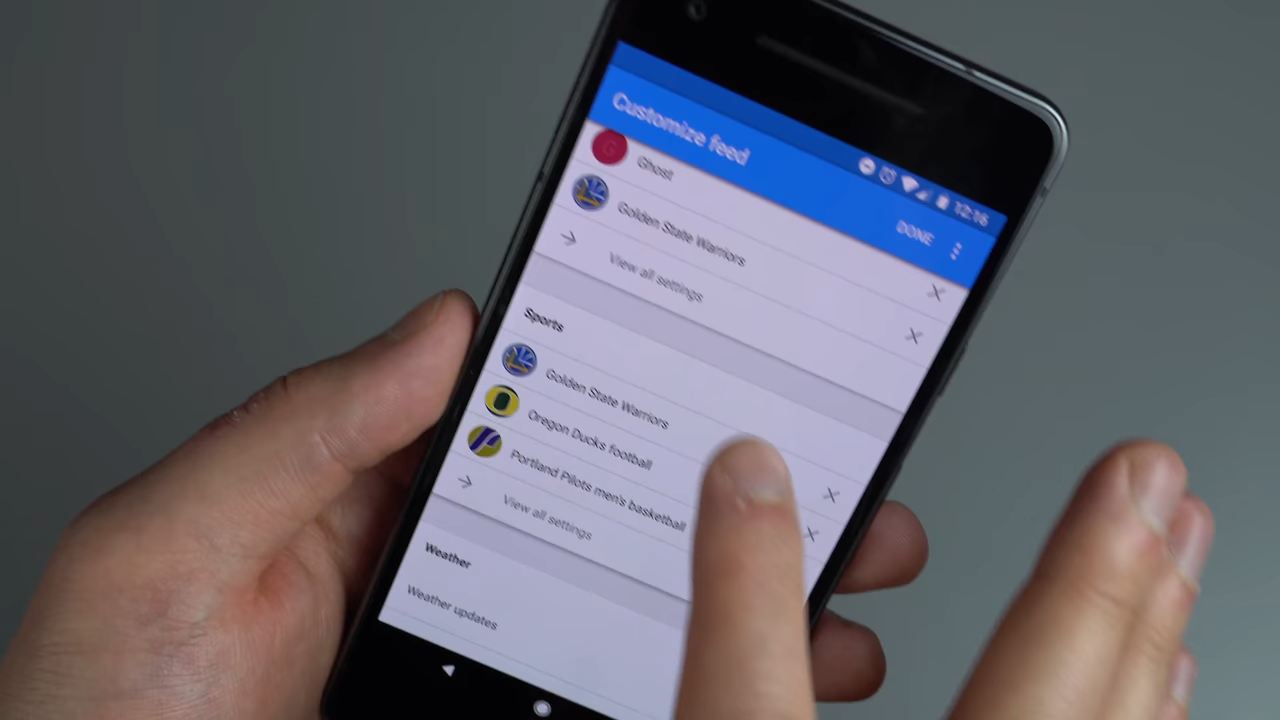 12:16
Customize feed
DONE
G
Ghost
Golden State Warriors
View all settings
Sports
Golden State Warriors
Oregon Ducks football
Portland Pilots men's basketball
View all settings
Weather
Weather updates